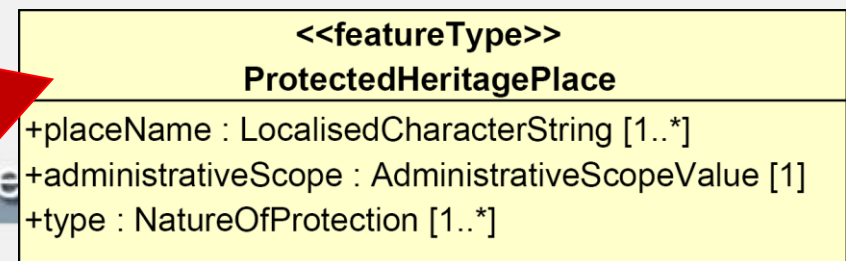 <<featureType>>
ProtectedHeritagePlace
+placeName : LocalisedCharacterString [1..*]
+administrativeScope : AdministrativeScopeValue [1]
+type : NatureOfProtection [1..*]